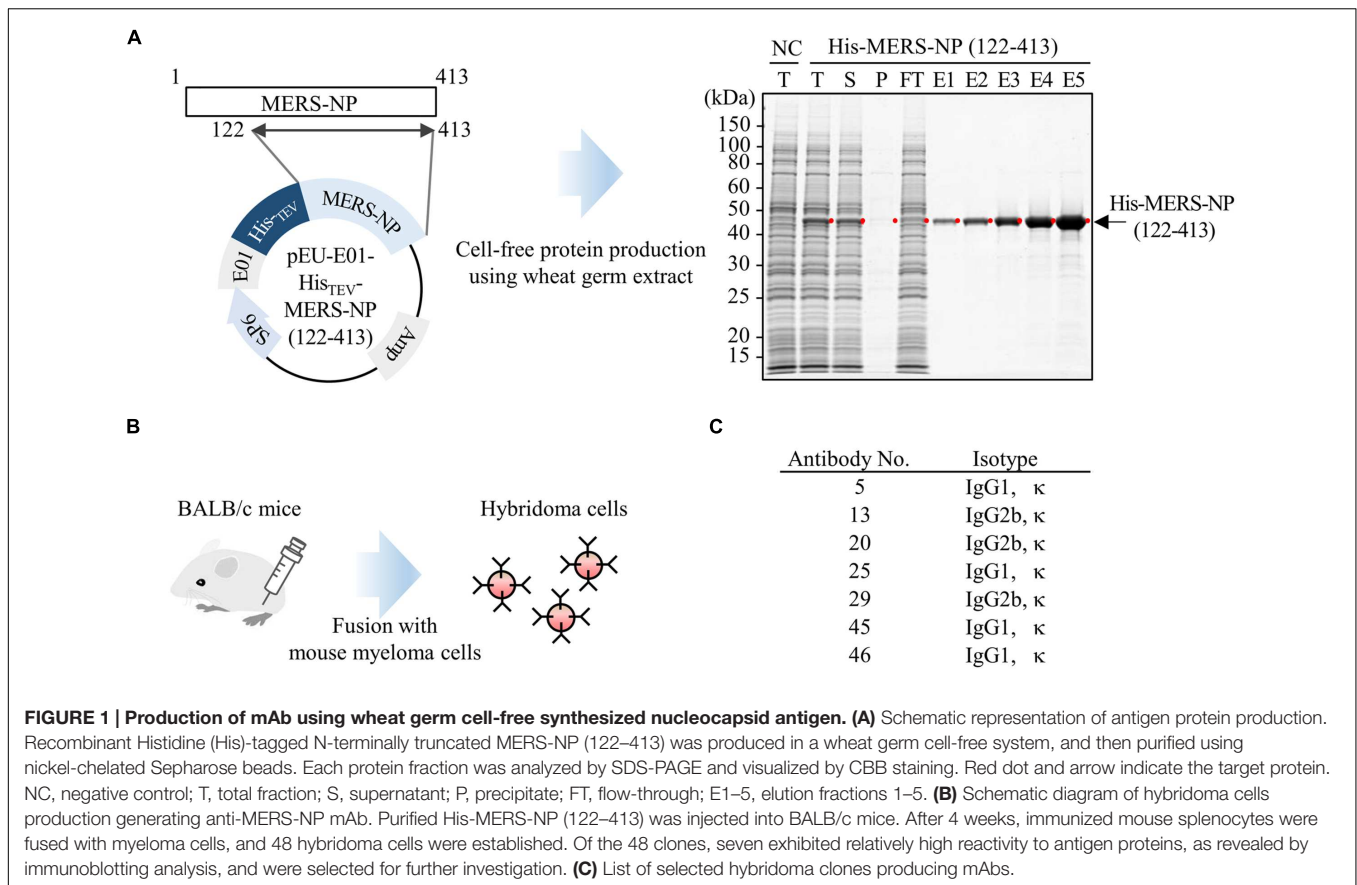 A
1 413
MERS-NP
122 413
His-TEV
MERS-NP
E01
SP6
Amp
pEU-E01-
HisTEV-
MERS-NP
(122-413)
Cell-free protein production
using wheat germ extract
NC His-MERS-NP (122-413)
T T S P FT E1 E2 E3 E4 E5
(kDa)
150
100
80
60
50
40
30
25
20
15
His-MERS-NP
(122-413)
B
BALB/c mice
Fusion with
mouse myeloma cells
Hybridoma cells
C
Antibody No. Isotype
5 IgG1, κ
13 IgG2b, κ
20 IgG2b, κ
25 IgG1, κ
29 IgG2b, κ
45 IgG1, κ
46 IgG1, κ
FIGURE 1 | Production of mAb using wheat germ cell-free synthesized nucleocapsid antigen. (A) Schematic representation of antigen protein production.
Recombinant Histidine (His)-tagged N-terminally truncated MERS-NP (122–413) was produced in a wheat germ cell-free system, and then purified using
nickel-chelated Sepharose beads. Each protein fraction was analyzed by SDS-PAGE and visualized by CBB staining. Red dot and arrow indicate the target protein.
NC, negative control; T, total fraction; S, supernatant; P, precipitate; FT, flow-through; E1–5, elution fractions 1–5. (B) Schematic diagram of hybridoma cells
production generating anti-MERS-NP mAb. Purified His-MERS-NP (122–413) was injected into BALB/c mice. After 4 weeks, immunized mouse splenocytes were
fused with myeloma cells, and 48 hybridoma cells were established. Of the 48 clones, seven exhibited relatively high reactivity to antigen proteins, as revealed by
immunoblotting analysis, and were selected for further investigation. (C) List of selected hybridoma clones producing mAbs.